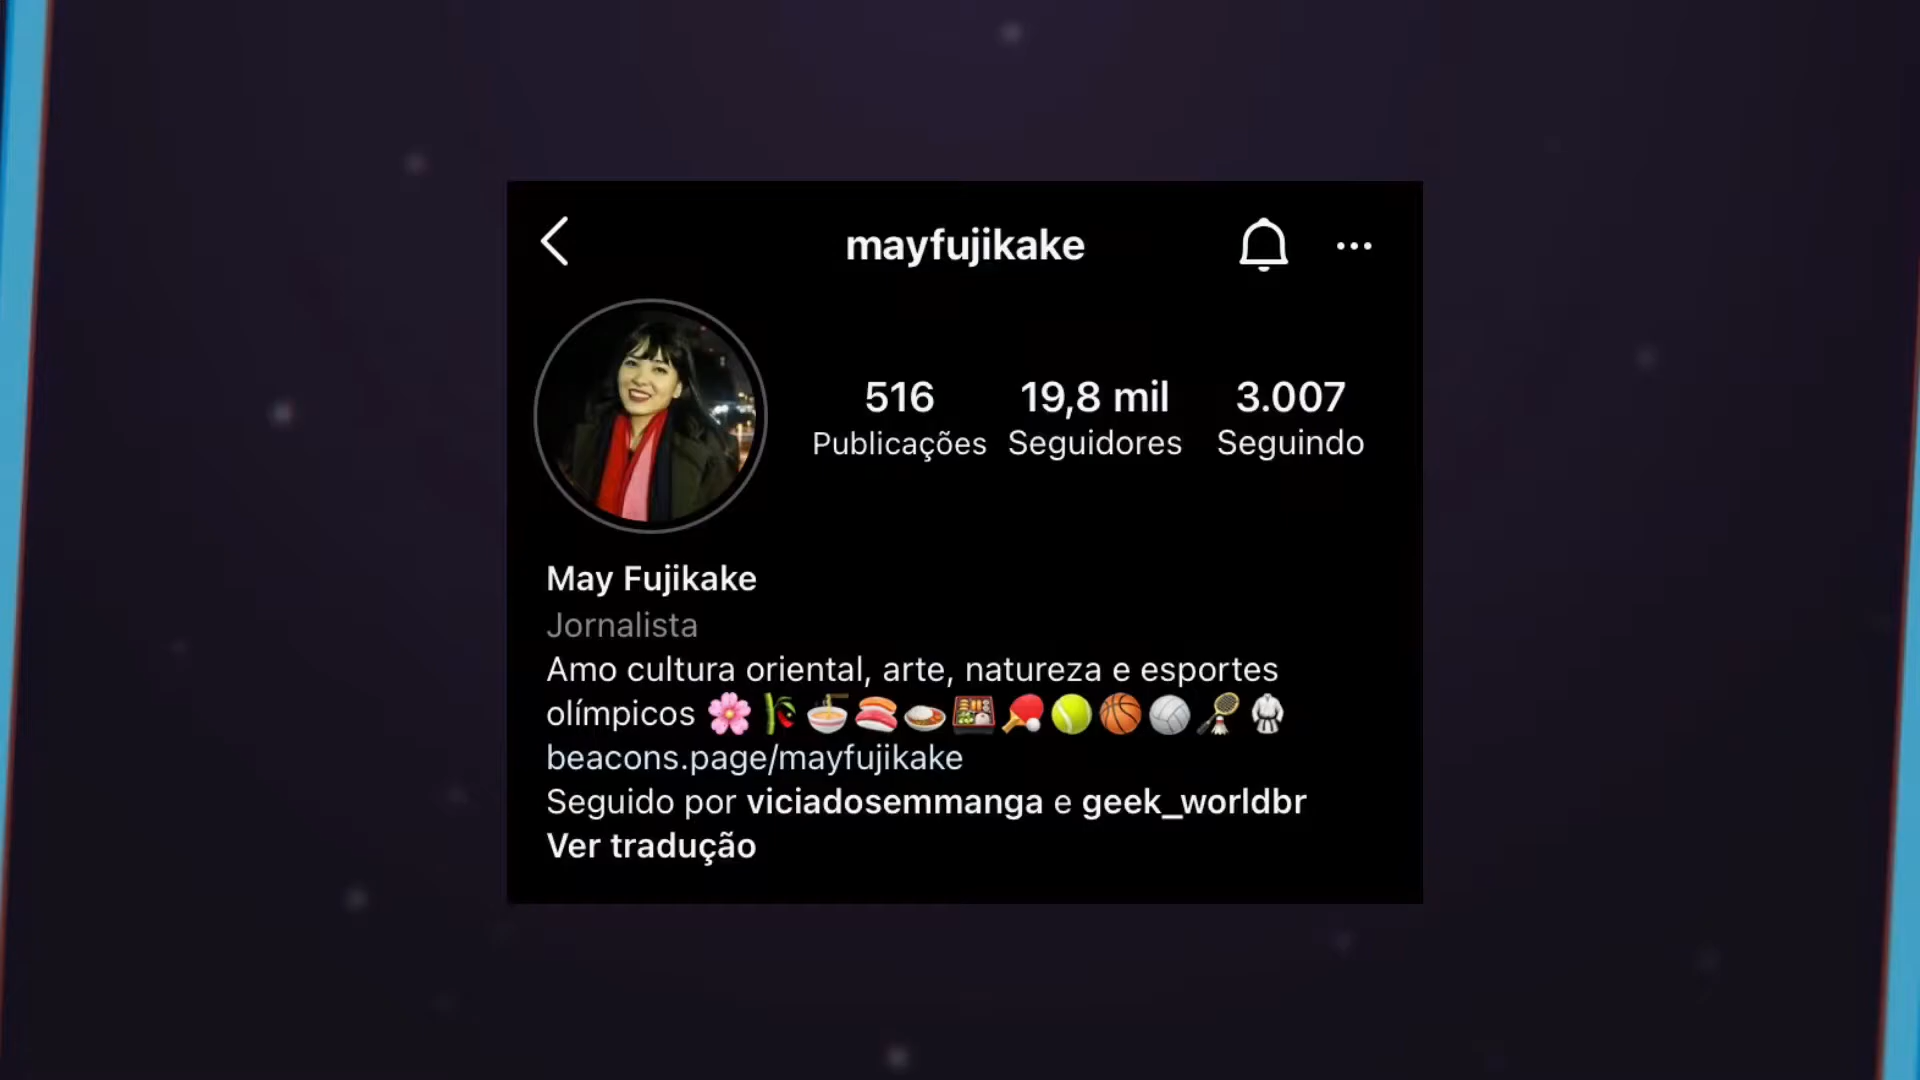 mayfujikake
516 19,8 mil 3.007
Publicações Seguidores Seguindo
May Fujikake
Jornalista
Amo cultura oriental, arte, natureza e esportes
olímpicos 🌸🎋🍜🍣🍛🍱🏓🎾🏀🏐🏸🥋
beacons.page/mayfujikake
Seguido por viciadosemmanga e geek_worldbr
Ver tradução